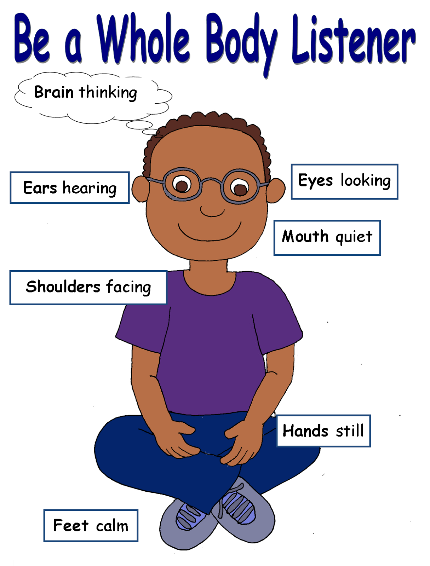 Be a Whole Body Listener
Brain thinking
Ears hearing
Eyes looking
Mouth quiet
Shoulders facing
Hands still
Feet calm